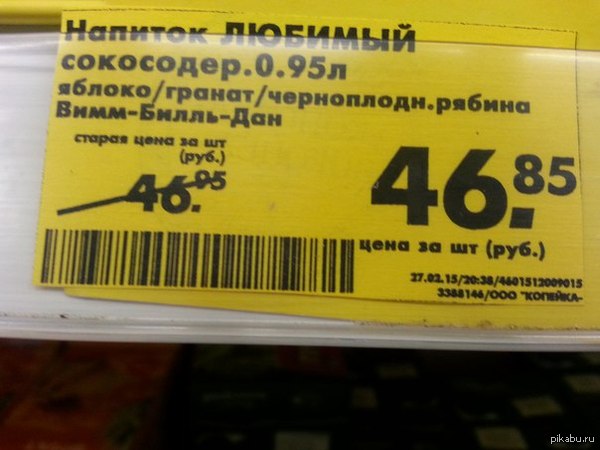 Напиток ЛЮБИМЫЙ
сокосодер.0.95л
яблоко/гранат/черноплодн.рябина
Вимм-Билль-Дан
старая цена за шт
(руб.)
46.95
46.85
цена за шт (руб.)
27.02.15/20:38/4601512009015
3388146/ООО "КОПЕЙКА-
pikabu.ru